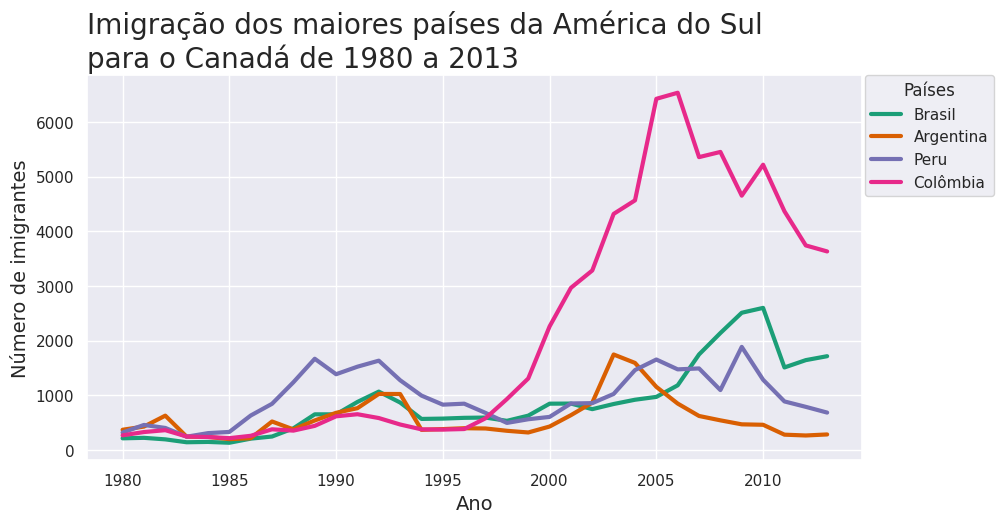 Imigração dos maiores países da América do Sul
para o Canadá de 1980 a 2013
Países
Brasil
Argentina
Peru
Colômbia
Número de imigrantes
6000
5000
4000
3000
2000
1000
0
1980 1985 1990 1995 2000 2005 2010
Ano